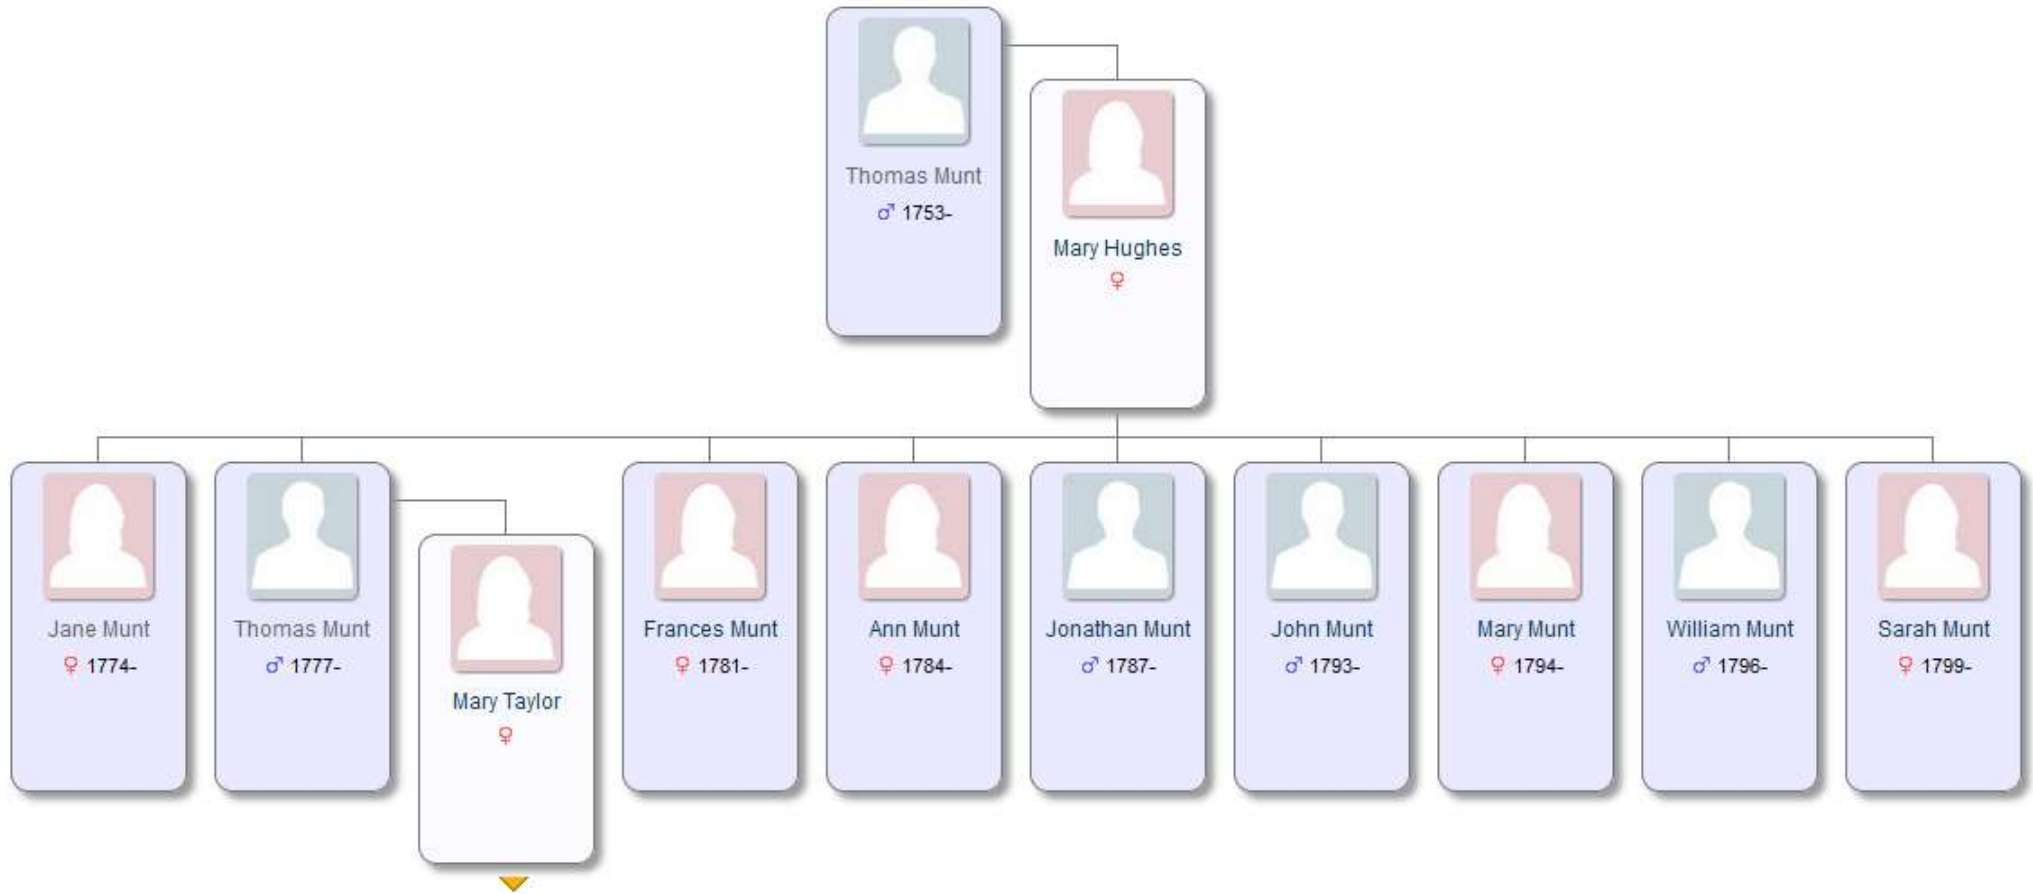 Thomas Munt
♂ 1753-
Mary Hughes
♀
Jane Munt
♀ 1774-
Thomas Munt
♂ 1777-
Mary Taylor
♀
Frances Munt
♀ 1781-
Ann Munt
♀ 1784-
Jonathan Munt
♂ 1787-
John Munt
♂ 1793-
Mary Munt
♀ 1794-
William Munt
♂ 1796-
Sarah Munt
♀ 1799-